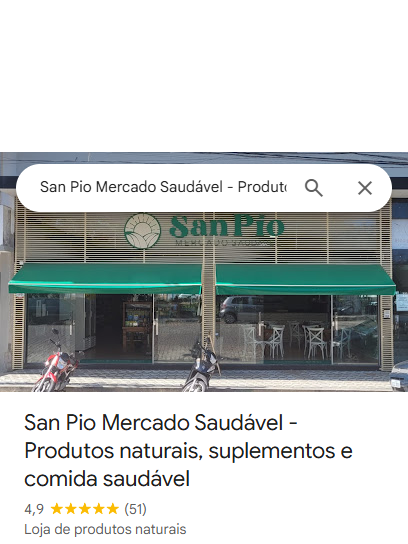 San Pio Mercado Saudável - Produt
San Pio
MERCADO SAUDÁVEL
San Pio Mercado Saudável -
Produtos naturais, suplementos e
comida saudável
4,9 ★★★★★ (51)
Loja de produtos naturais